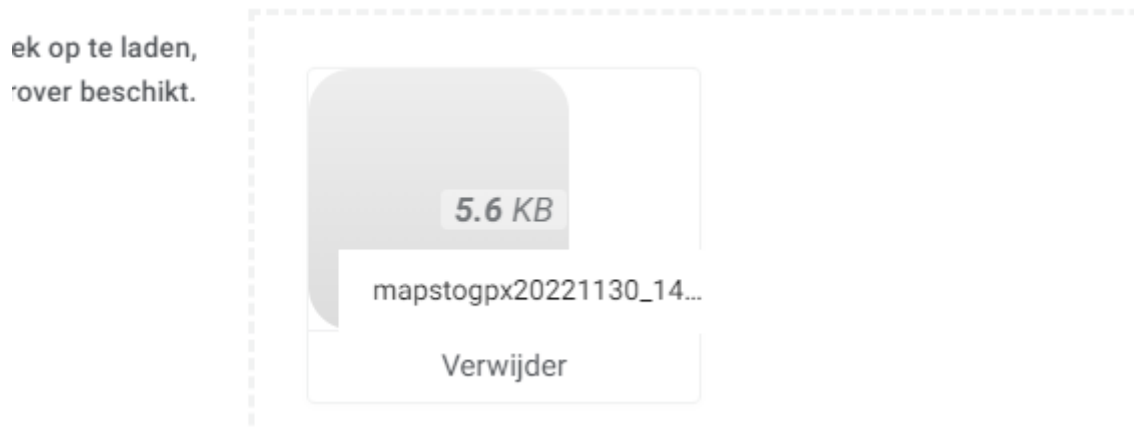 ek op te laden,
rover beschikt.
5.6 KB
mapstogpx20221130_14...
Verwijder